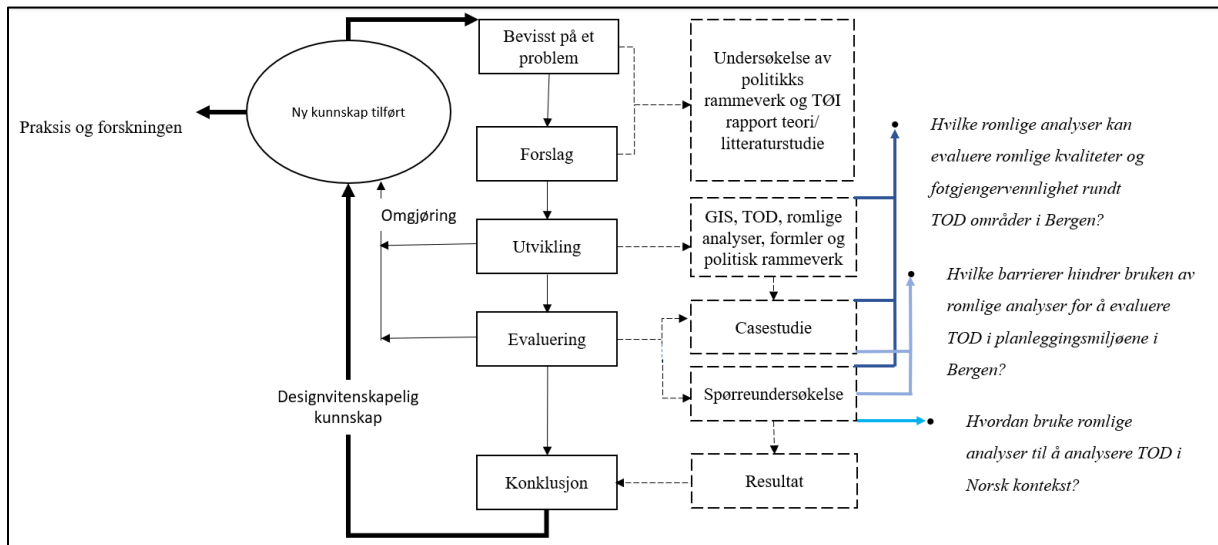 Bevisst på et
problem
Forslag
Utvikling
Evaluering
Konklusjon
Ny kunnskap tilført
Praksis og forskningen
Omgjøring
Designvitenskapelig
kunnskap
Undersøkelse av
politikks
rammeverk og TØI
rapport teori/
litteraturstudie
GIS, TOD, romlige
analyser, formler og
politisk rammeverk
Casestudie
Spørreundersøkelse
Resultat
Hvilke romlige analyser kan
evaluere romlige kvaliteter og
fotgjengervennlighet rundt
TOD områder i Bergen?
Hvilke barrierer hindrer bruken av
romlige analyser for å evaluere
TOD i planleggingsmiljøene i
Bergen?
Hvordan bruke romlige
analyser til å analysere TOD i
Norsk kontekst?